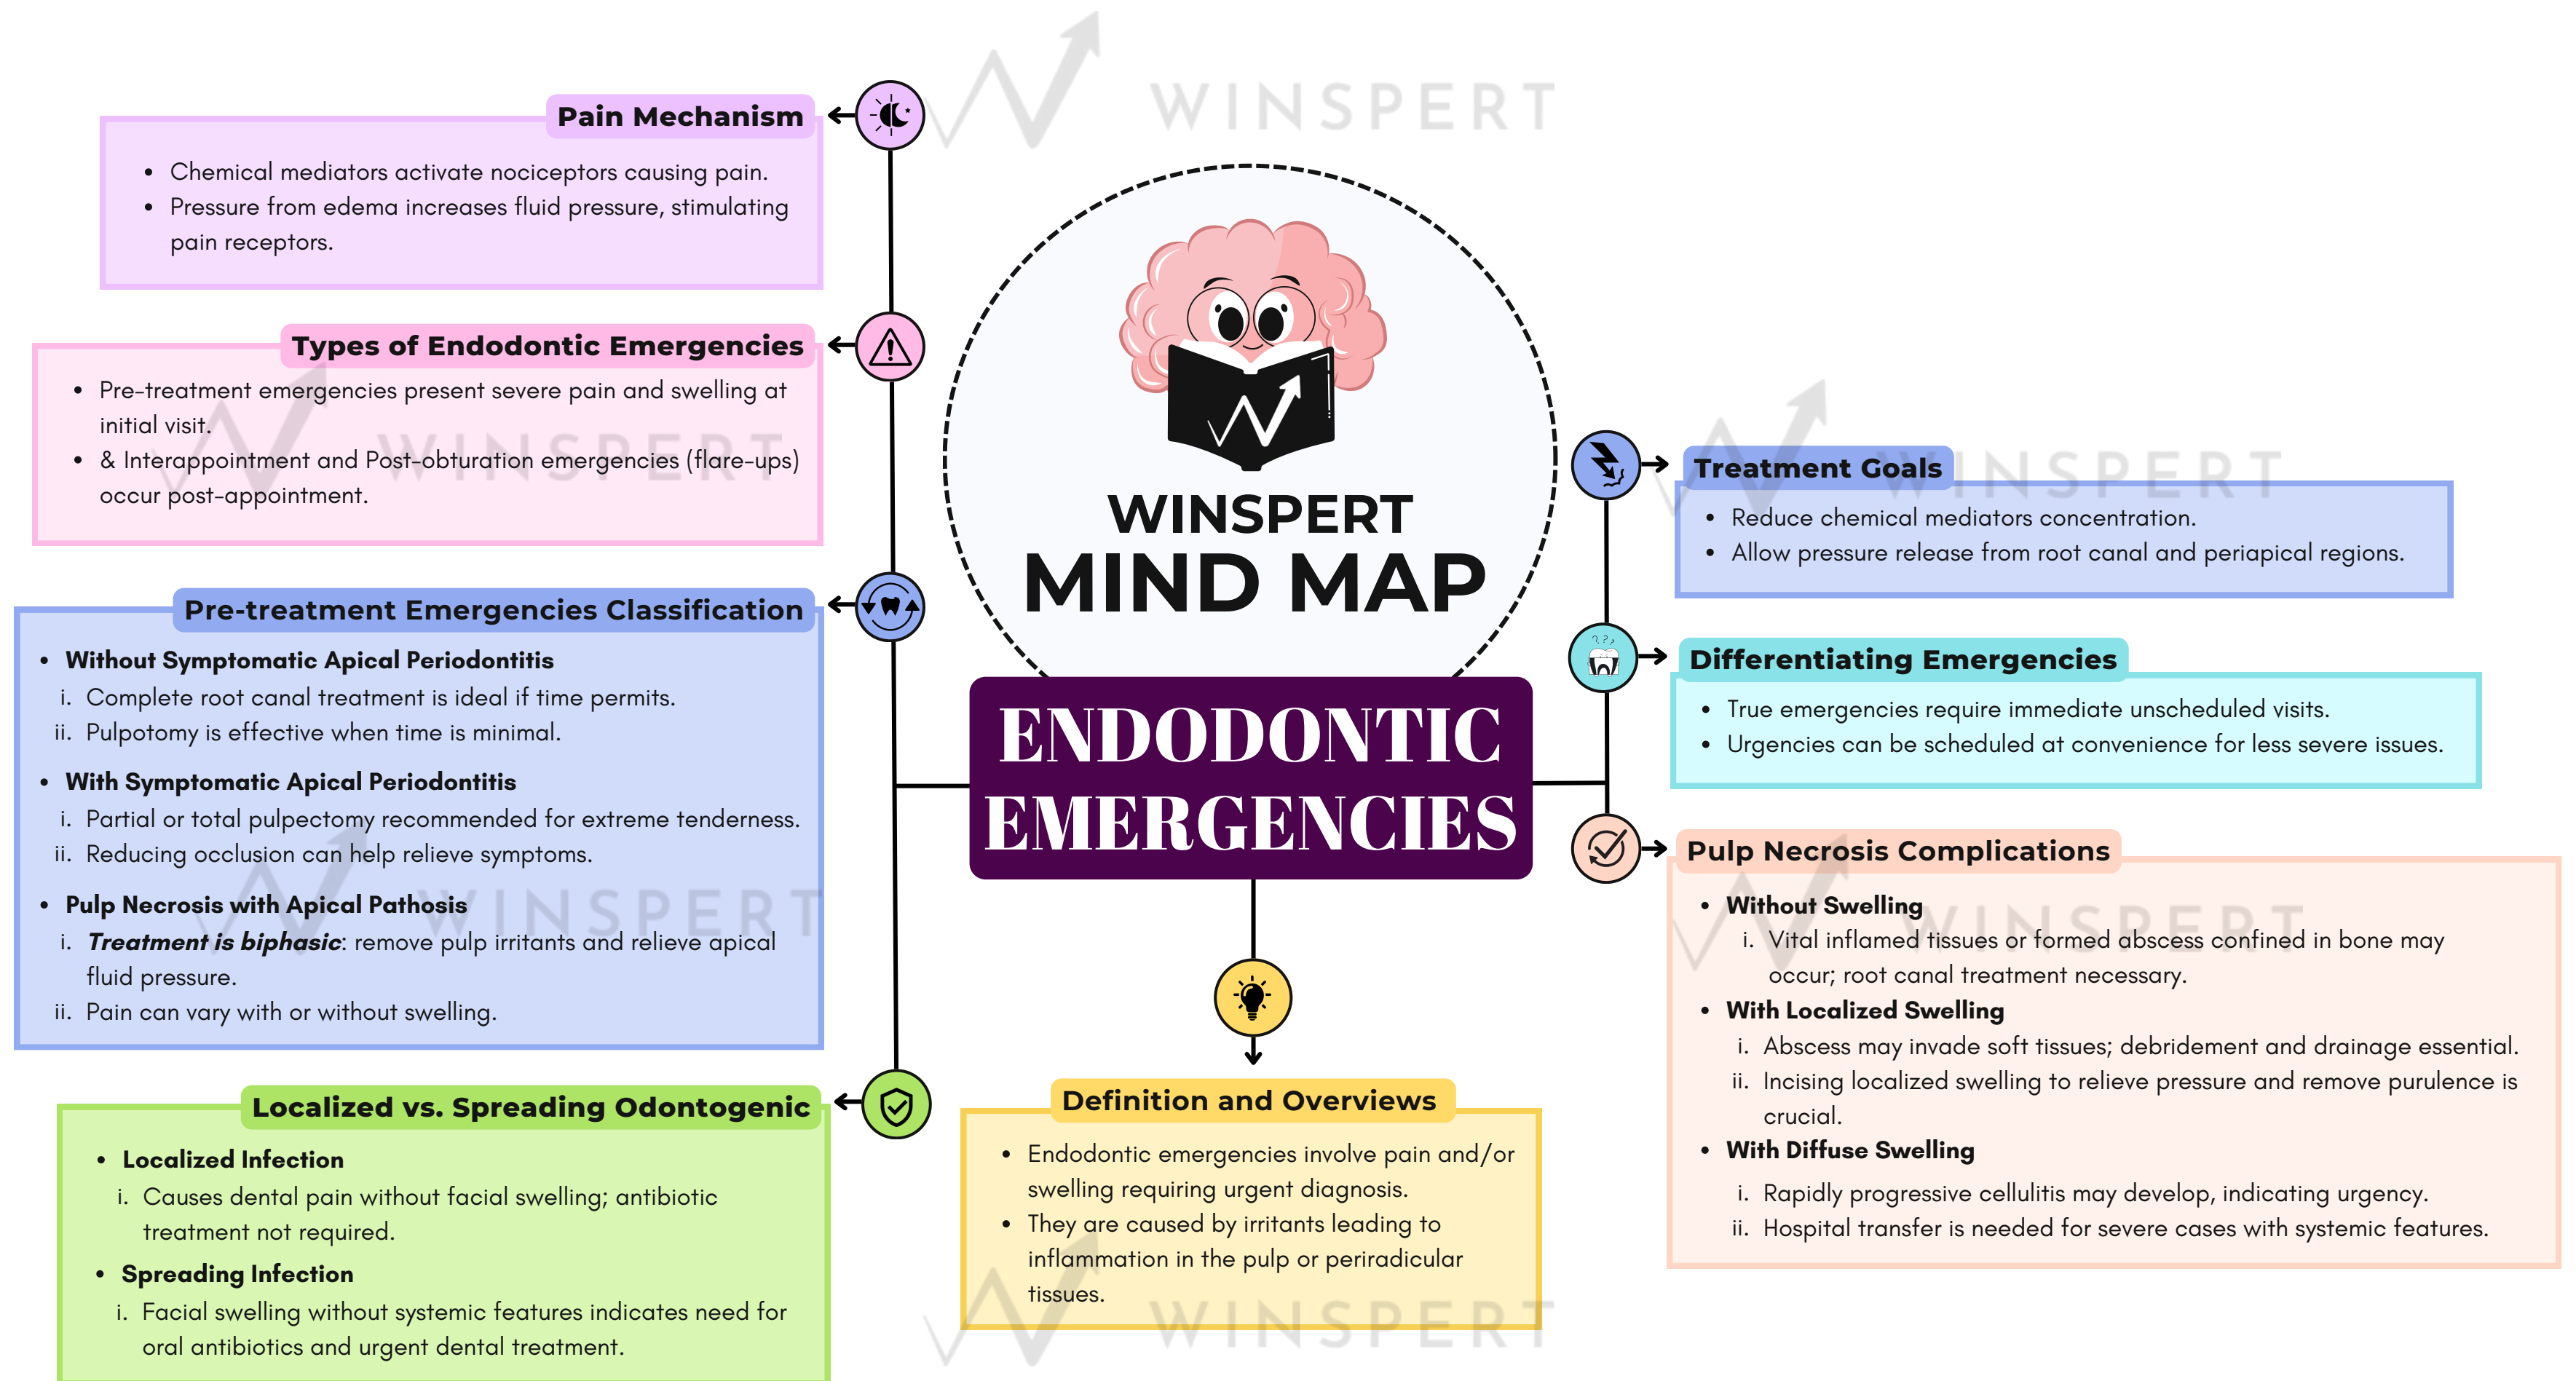 WINSPERT
Pain Mechanism
• Chemical mediators activate nociceptors causing pain.
• Pressure from edema increases fluid pressure, stimulating
pain receptors.
Types of Endodontic Emergencies
• Pre-treatment emergencies present severe pain and swelling at
initial visit.
• & Interappointment and Post-obturation emergencies (flare-ups)
occur post-appointment.
WINSPERT
Pre-treatment Emergencies Classification
• Without Symptomatic Apical Periodontitis
i. Complete root canal treatment is ideal if time permits.
ii. Pulpotomy is effective when time is minimal.
• With Symptomatic Apical Periodontitis
i. Partial or total pulpectomy recommended for extreme tenderness.
ii. Reducing occlusion can help relieve symptoms.
• Pulp Necrosis with Apical Pathosis
i. Treatment is biphasic: remove pulp irritants and relieve apical
fluid pressure.
ii. Pain can vary with or without swelling.
WINSPERT
Localized vs. Spreading Odontogenic
• Localized Infection
i. Causes dental pain without facial swelling; antibiotic
treatment not required.
• Spreading Infection
i. Facial swelling without systemic features indicates need for
oral antibiotics and urgent dental treatment.
WINSPERT
MIND MAP
ENDODONTIC
EMERGENCIES
Definition and Overviews
• Endodontic emergencies involve pain and/or
swelling requiring urgent diagnosis.
• They are caused by irritants leading to
inflammation in the pulp or periradicular
tissues.
WINSPERT
Treatment Goals
• Reduce chemical mediators concentration.
• Allow pressure release from root canal and periapical regions.
WINSPERT
? ? ?
Differentiating Emergencies
• True emergencies require immediate unscheduled visits.
• Urgencies can be scheduled at convenience for less severe issues.
Pulp Necrosis Complications
• Without Swelling
i. Vital inflamed tissues or formed abscess confined in bone may
occur; root canal treatment necessary.
• With Localized Swelling
i. Abscess may invade soft tissues; debridement and drainage essential.
ii. Incising localized swelling to relieve pressure and remove purulence is
crucial.
• With Diffuse Swelling
i. Rapidly progressive cellulitis may develop, indicating urgency.
ii. Hospital transfer is needed for severe cases with systemic features.
WINSPERT